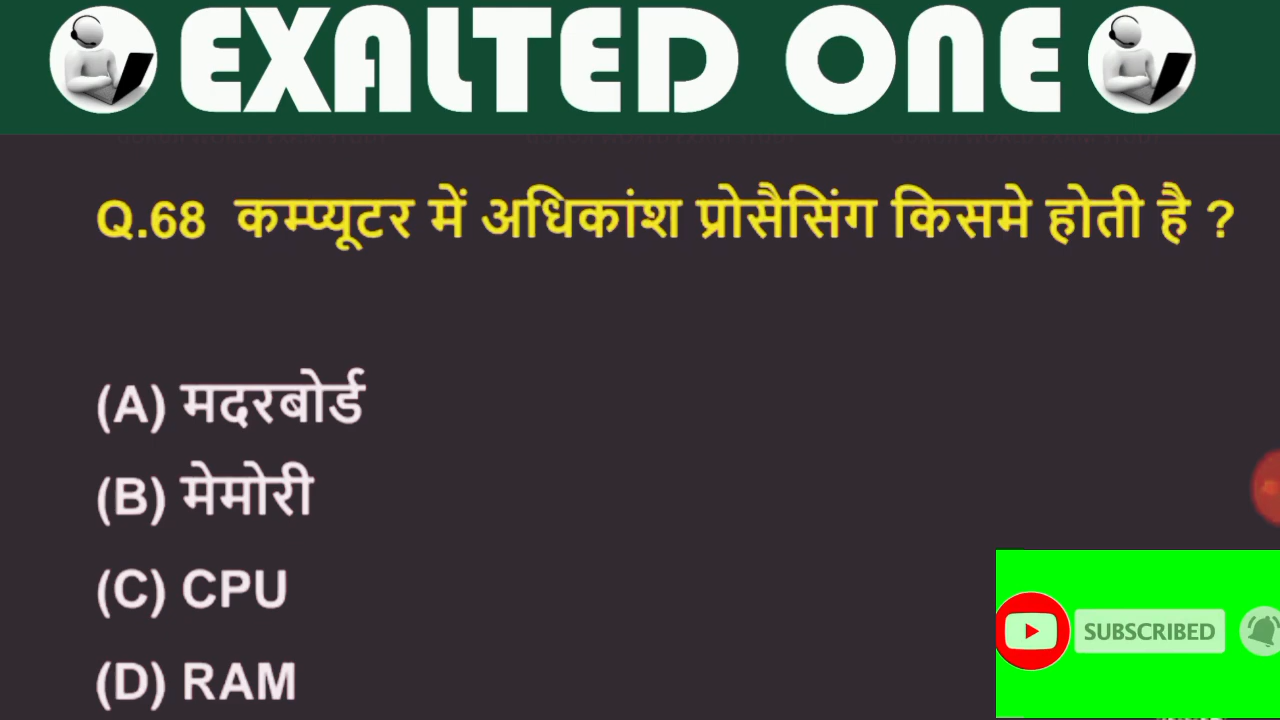 EXALTED ONE
Q.68 कम्प्यूटर में अधिकांश प्रोसैसिंग किसमे होती है ?
(A) मदरबोर्ड
(B) मेमोरी
(C) CPU
(D) RAM
SUBSCRIBED